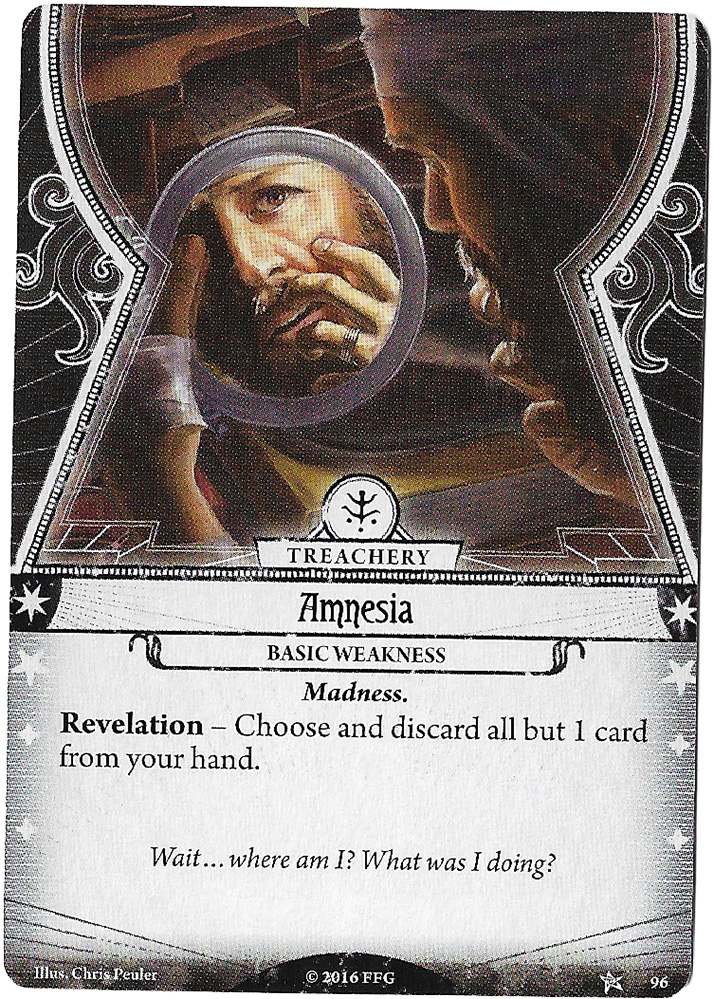 TREACHERY
Amnesia
BASIC WEAKNESS
Madness.
Revelation – Choose and discard all but 1 card
from your hand.
Wait... where am I? What was I doing?
Illus. Chris Peuler
© 2016 FFG
96